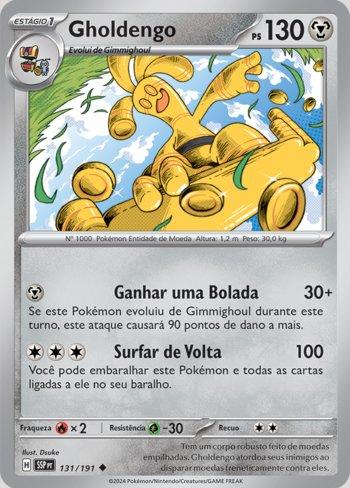 ESTÁGIO 1
Gholdengo
PS 130
Evolui de Gimmighoul
Nº 1000 Pokémon Entidade de Moeda Altura: 1,2 m Peso: 30,0 kg
Ganhar uma Bolada 30+
Se este Pokémon evoluiu de Gimmighoul durante este
turno, este ataque causará 90 pontos de dano a mais.
Surfar de Volta 100
Você pode embaralhar este Pokémon e todas as cartas
ligadas a ele no seu baralho.
Fraqueza × 2 Resistência -30 Recuo
Ilust. Dsuke
H SSP PT 131/191
Tem um corpo robusto feito de moedas
empilhadas. Gholdengo atordoa seus inimigos ao
disparar moedas freneticamente contra eles.
©2024 Pokémon/Nintendo/Creatures/GAME FREAK